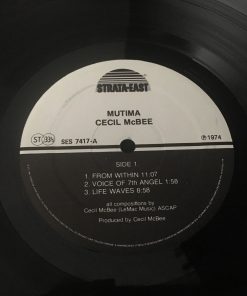 STRATA-EAST
MUTIMA
CECIL McBEE
ST 33⅓
SES 7417-A
℗1974
SIDE 1
1. FROM WITHIN 11:07
2. VOICE OF 7th ANGEL 1:58
3. LIFE WAVES 8:58
all compositions by
Cecil McBee (LeMac Music) ASCAP
Produced by Cecil McBee